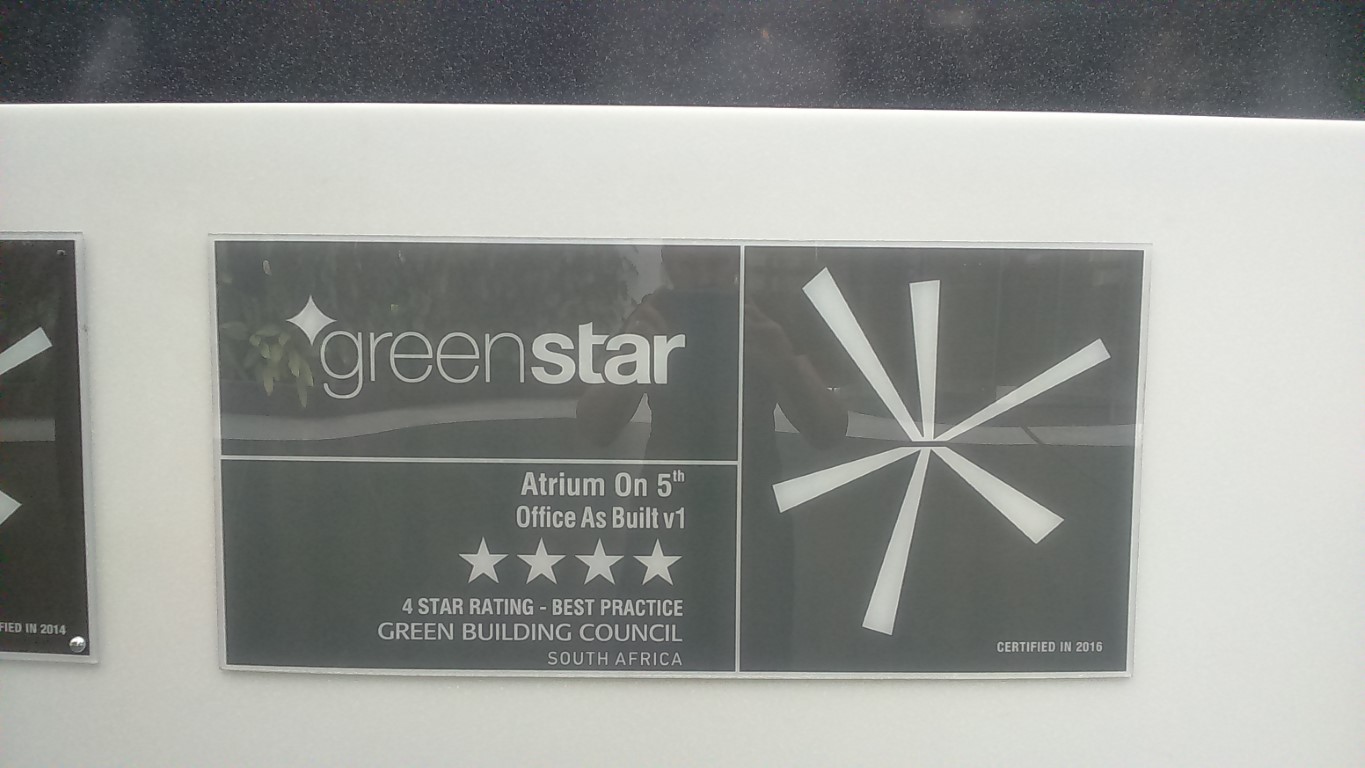 greenstar
Atrium On 5th
Office As Built v1
4 STAR RATING - BEST PRACTICE
GREEN BUILDING COUNCIL
SOUTH AFRICA
CERTIFIED IN 2016
FIED IN 2014